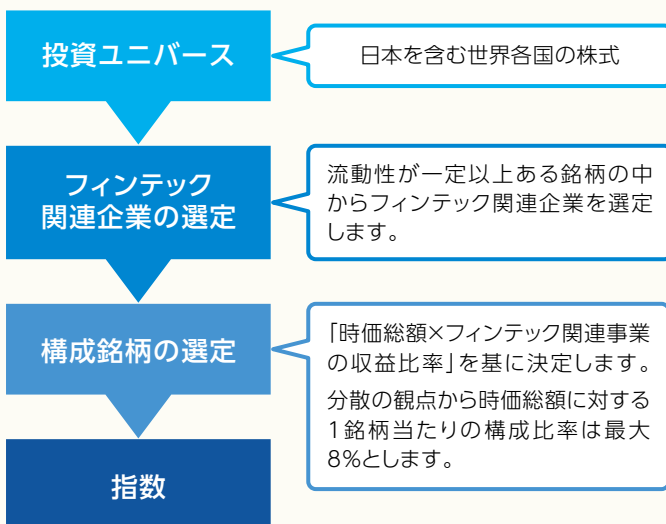 投資ユニバース
日本を含む世界各国の株式
フィンテック
関連企業の選定
流動性が一定以上ある銘柄の中
からフィンテック関連企業を選定
します。
構成銘柄の選定
「時価総額×フィンテック関連事業
の収益比率」を基に決定します。
分散の観点から時価総額に対する
1銘柄当たりの構成比率は最大
8%とします。
指数